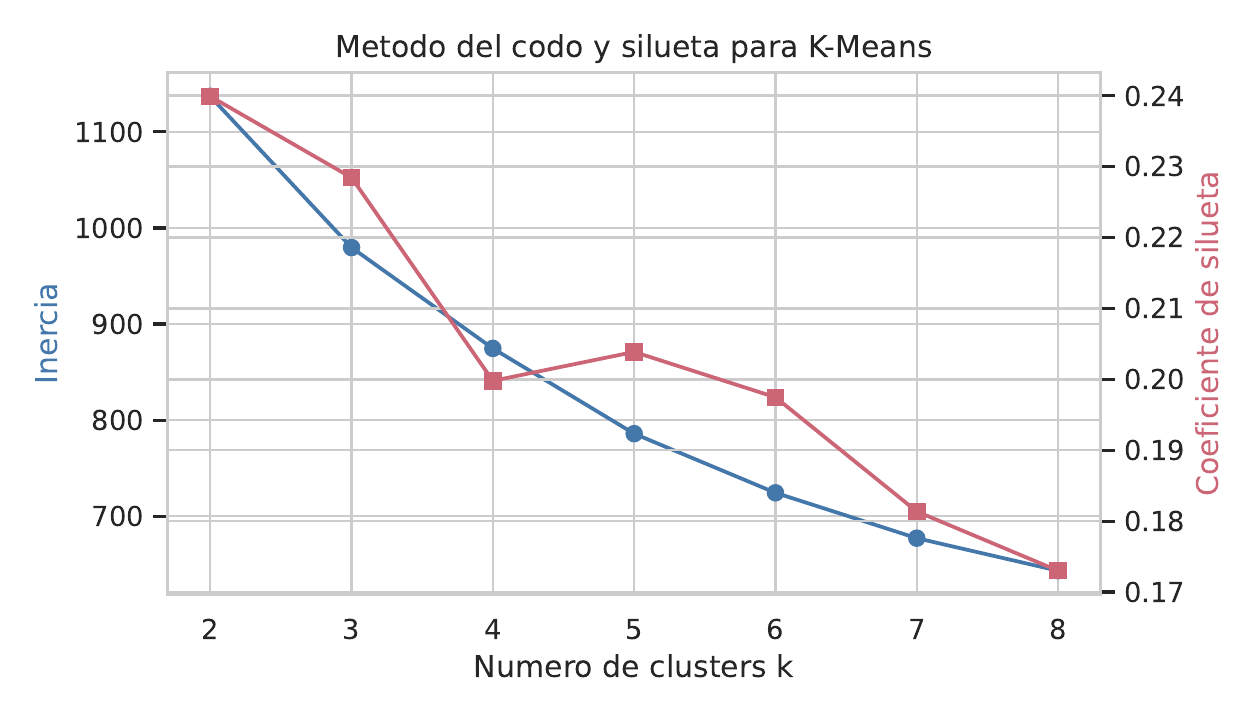 Metodo del codo y silueta para K-Means
Inercia
1100
1000
900
800
700
0.24
0.23
0.22
0.21
0.20
0.19
0.18
0.17
Coeficiente de silueta
2 3 4 5 6 7 8
Numero de clusters k